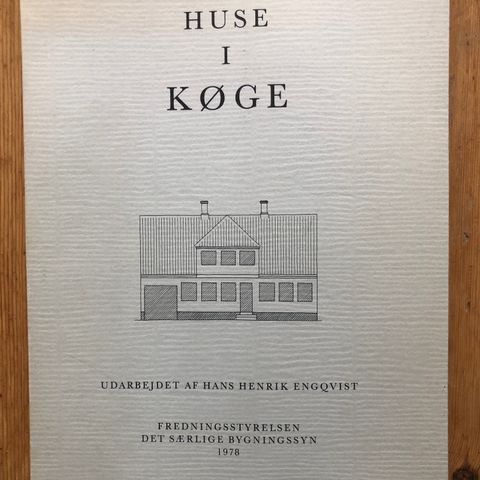 HUSE
I
KØGE
UDARBEJDET AF HANS HENRIK ENGQVIST
FREDNINGSSTYRELSEN
DET SÆRLIGE BYGNINGSSYN
1978